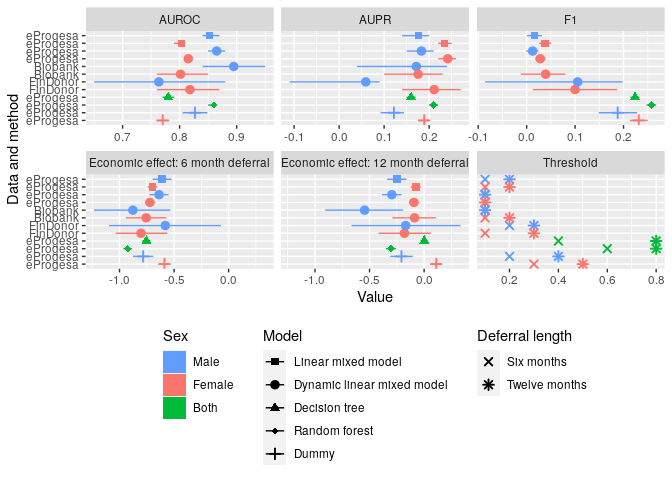 AUROC AUPR F1
Data and method
eProgesa
eProgesa
eProgesa
eProgesa
Biobank
Biobank
FinDonor
FinDonor
eProgesa
eProgesa
eProgesa
eProgesa
0.7 0.8 0.9 -0.1 0.0 0.1 0.2 -0.1 0.0 0.1 0.2
Economic effect: 6 month deferral Economic effect: 12 month deferral Threshold
eProgesa
eProgesa
eProgesa
eProgesa
Biobank
Biobank
FinDonor
FinDonor
eProgesa
eProgesa
eProgesa
eProgesa
-1.0 -0.5 0.0 -1.0 -0.5 0.0 0.2 0.4 0.6 0.8
Value
Sex
Male
Female
Both
Model
Linear mixed model
Dynamic linear mixed model
Decision tree
Random forest
Dummy
Deferral length
Six months
Twelve months